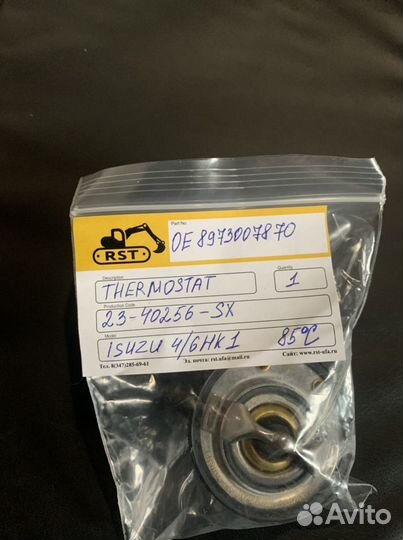 Part No
OE 8973007870
RST
Description
Quantity
THERMOSTAT
1
Production Code
23-40256-SX
Model
ISUZU 4/6HK1 85°C
Тел. 8(347)285-69-61 Эл. почта: rst.ufa@mail.ru Сайт: www.rst-ufa.ru
Avito